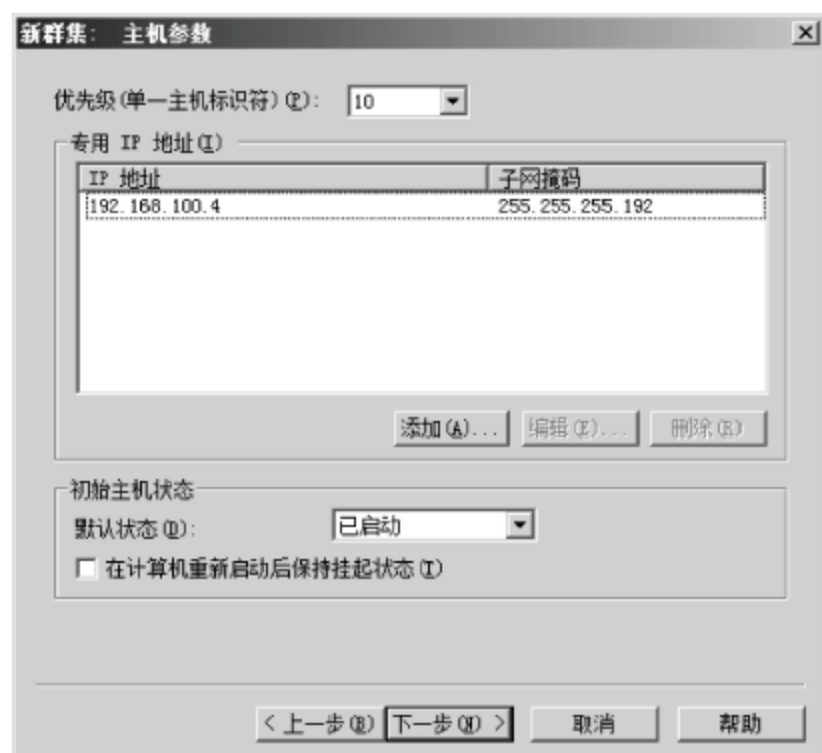 新群集: 主机参数
优先级(单一主机标识符)(P): 10
专用 IP 地址(I)
IP 地址 子网掩码
192.168.100.4 255.255.255.192
添加(A)... 编辑(E)... 删除(R)
初始主机状态
默认状态(D): 已启动
在计算机重新启动后保持挂起状态(T)
< 上一步(B) 下一步(N) > 取消 帮助